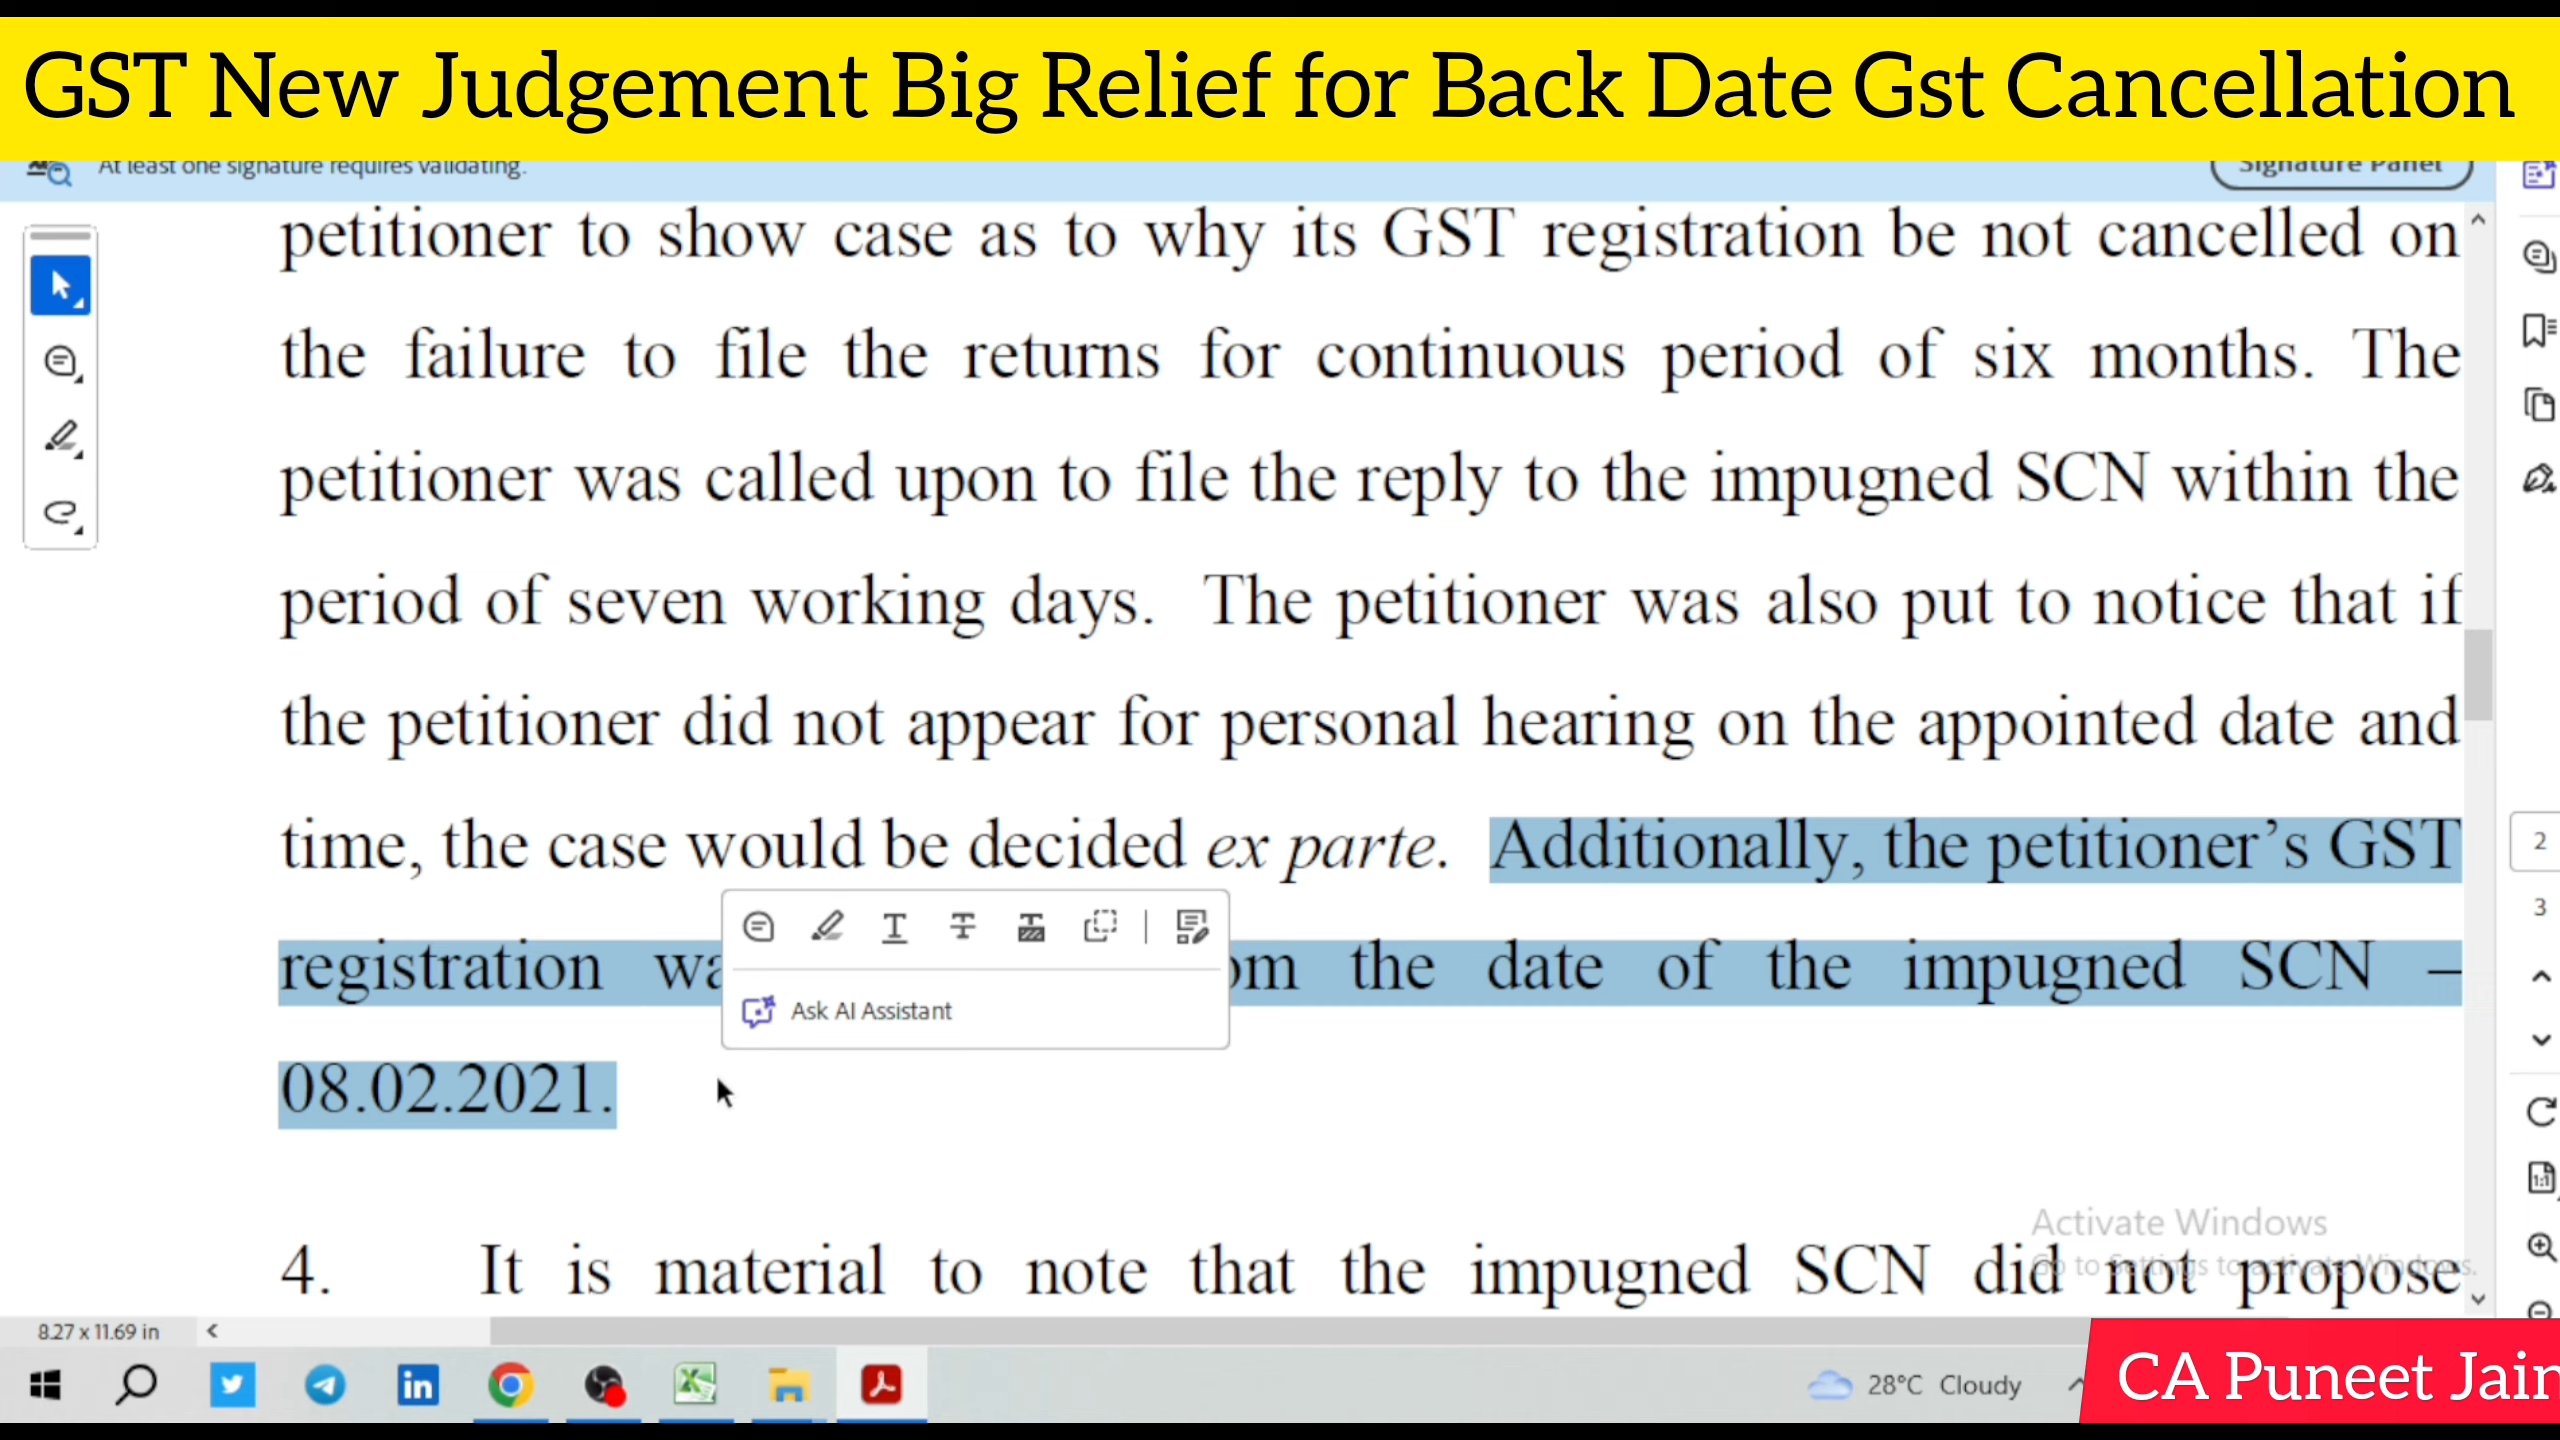 GST New Judgement Big Relief for Back Date Gst Cancellation
At least one signature requires validating.
Signature Panel
petitioner to show case as to why its GST registration be not cancelled on
the failure to file the returns for continuous period of six months. The
petitioner was called upon to file the reply to the impugned SCN within the
period of seven working days. The petitioner was also put to notice that if
the petitioner did not appear for personal hearing on the appointed date and
time, the case would be decided ex parte. Additionally, the petitioner's GST
registration the date of the impugned SCN –
Ask AI Assistant
08.02.2021.
4. It is material to note that the impugned SCN did not propose
Activate Windows
Go to Settings to activate Windows.
2
3
8.27 x 11.69 in
28°C Cloudy
CA Puneet Jain